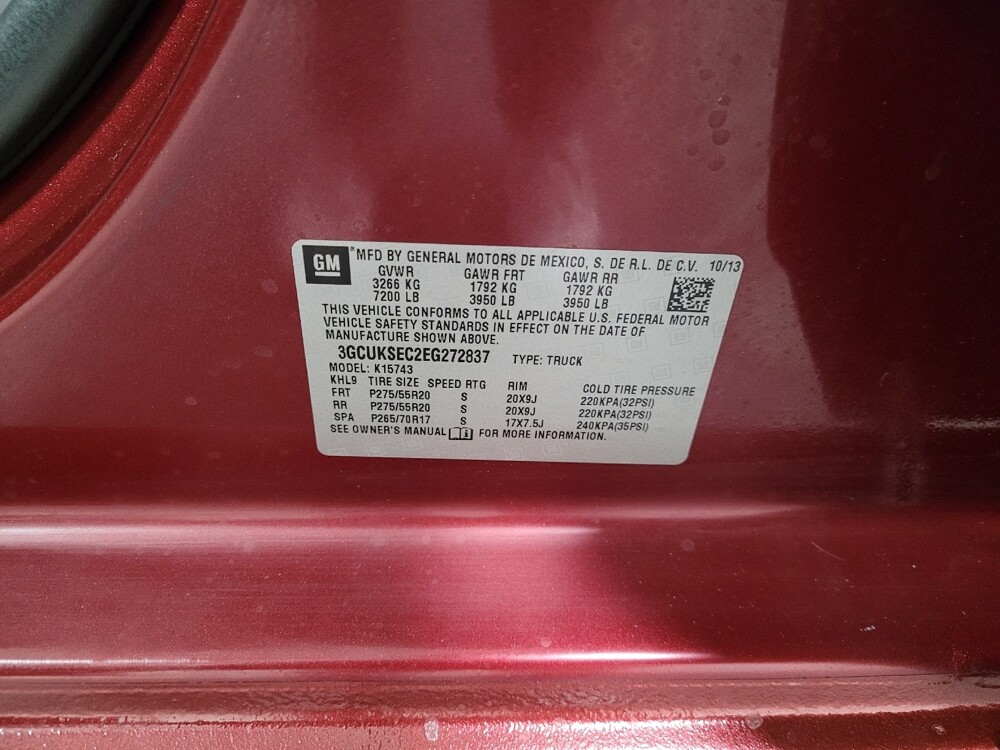 GM MFD BY GENERAL MOTORS DE MEXICO, S. DE R.L. DE C.V. 10/13
GVWR GAWR FRT GAWR RR
3266 KG 1792 KG 1792 KG
7200 LB 3950 LB 3950 LB
THIS VEHICLE CONFORMS TO ALL APPLICABLE U.S. FEDERAL MOTOR
VEHICLE SAFETY STANDARDS IN EFFECT ON THE DATE OF
MANUFACTURE SHOWN ABOVE.
3GCUKSEC2EG272837 TYPE: TRUCK
MODEL: K15743
KHL9 TIRE SIZE SPEED RTG RIM COLD TIRE PRESSURE
FRT P275/55R20 S 20X9J 220KPA(32PSI)
RR P275/55R20 S 20X9J 220KPA(32PSI)
SPA P265/70R17 S 17X7.5J 240KPA(35PSI)
SEE OWNER'S MANUAL FOR MORE INFORMATION.